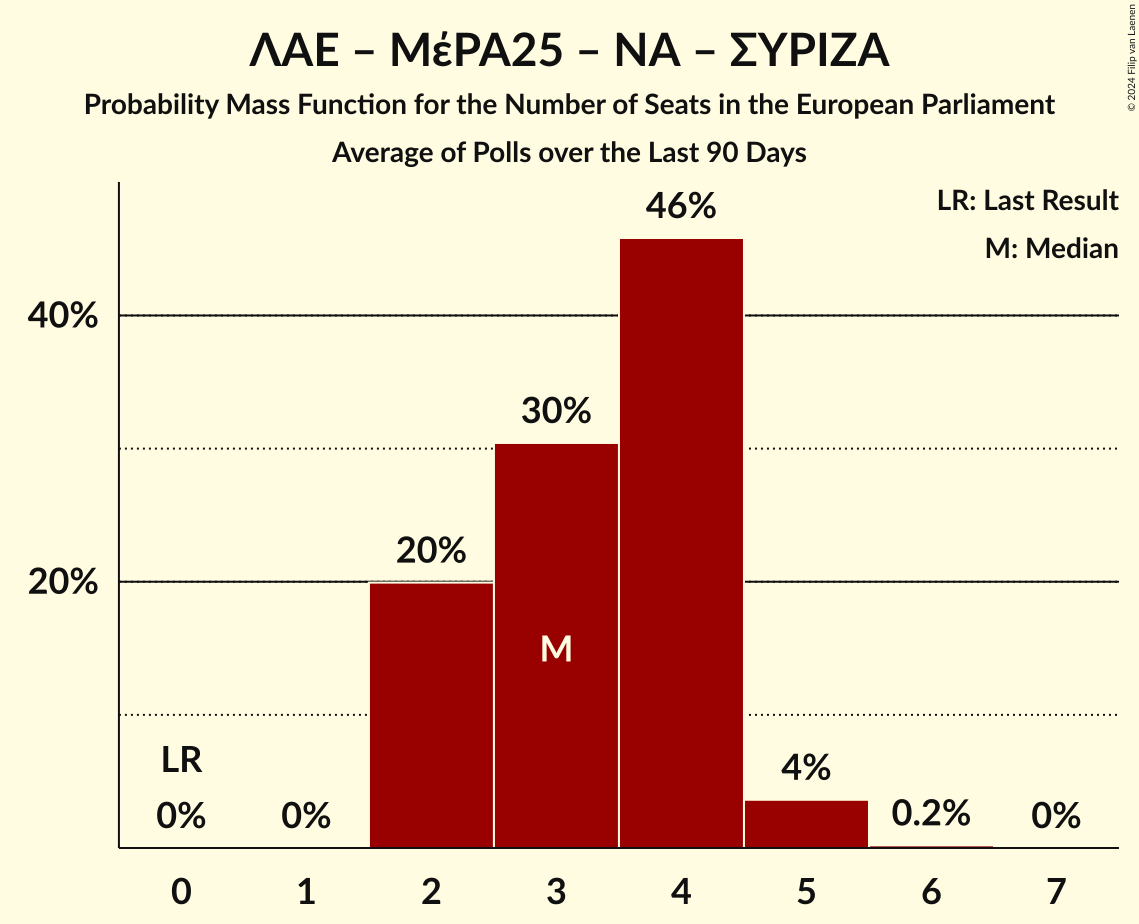 ΛΑΕ – ΜέΡΑ25 – ΝΑ – ΣΥΡΙΖΑ
Probability Mass Function for the Number of Seats in the European Parliament
Average of Polls over the Last 90 Days
© 2024 Filip van Laenen
LR: Last Result
M: Median
46%
40%
30%
20%
20%
M
LR
4%
0%
0%
0.2%
0%
0 1 2 3 4 5 6 7